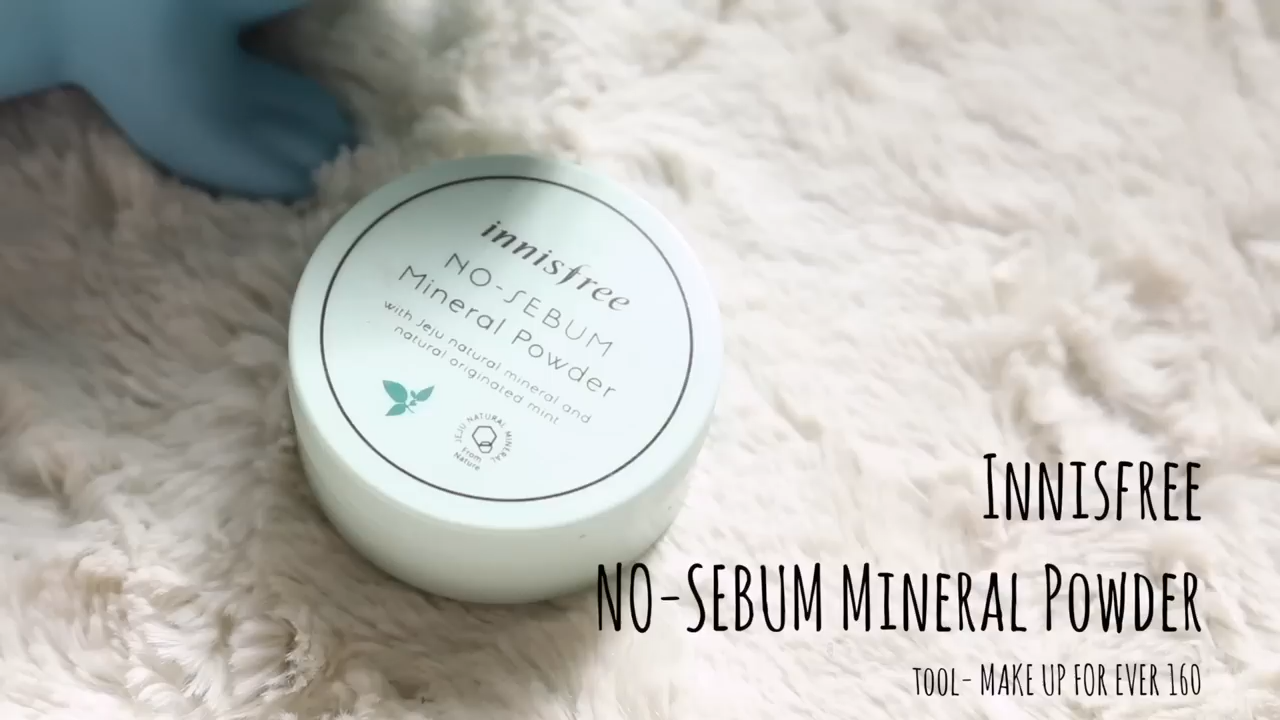 innisfree
NO-SEBUM
Mineral Powder
with Jeju natural mineral and
natural originated mint
JEJU NATURAL MINERAL
From
Nature
INNISFREE
NO-SEBUM MINERAL POWDER
TOOL- MAKE UP FOR EVER 160